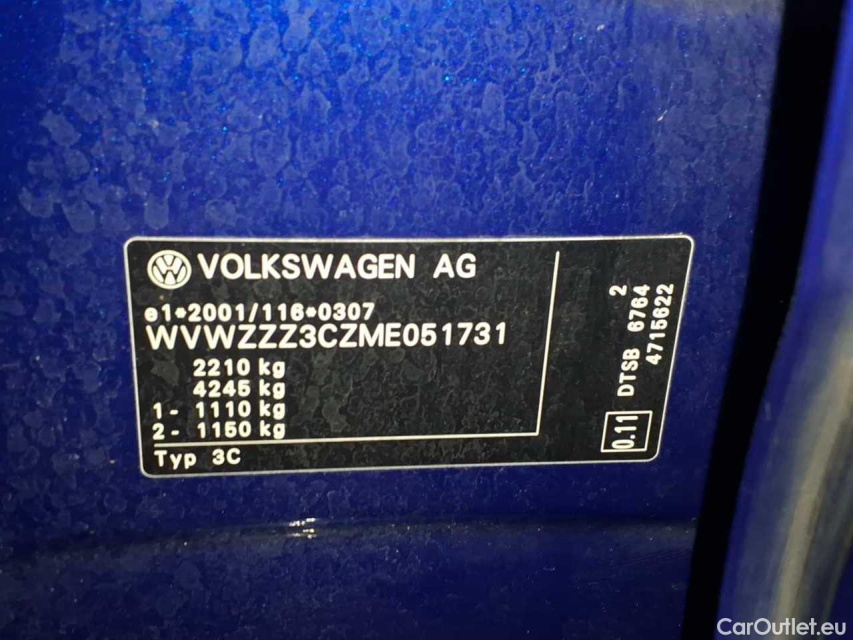 VOLKSWAGEN AG
e1*2001/116*0307
WVWZZZ3CZME051731
2210 kg
4245 kg
1- 1110 kg
2- 1150 kg
Typ 3C
2
DTSB 6764
4715622
0.11
CarOutlet.eu